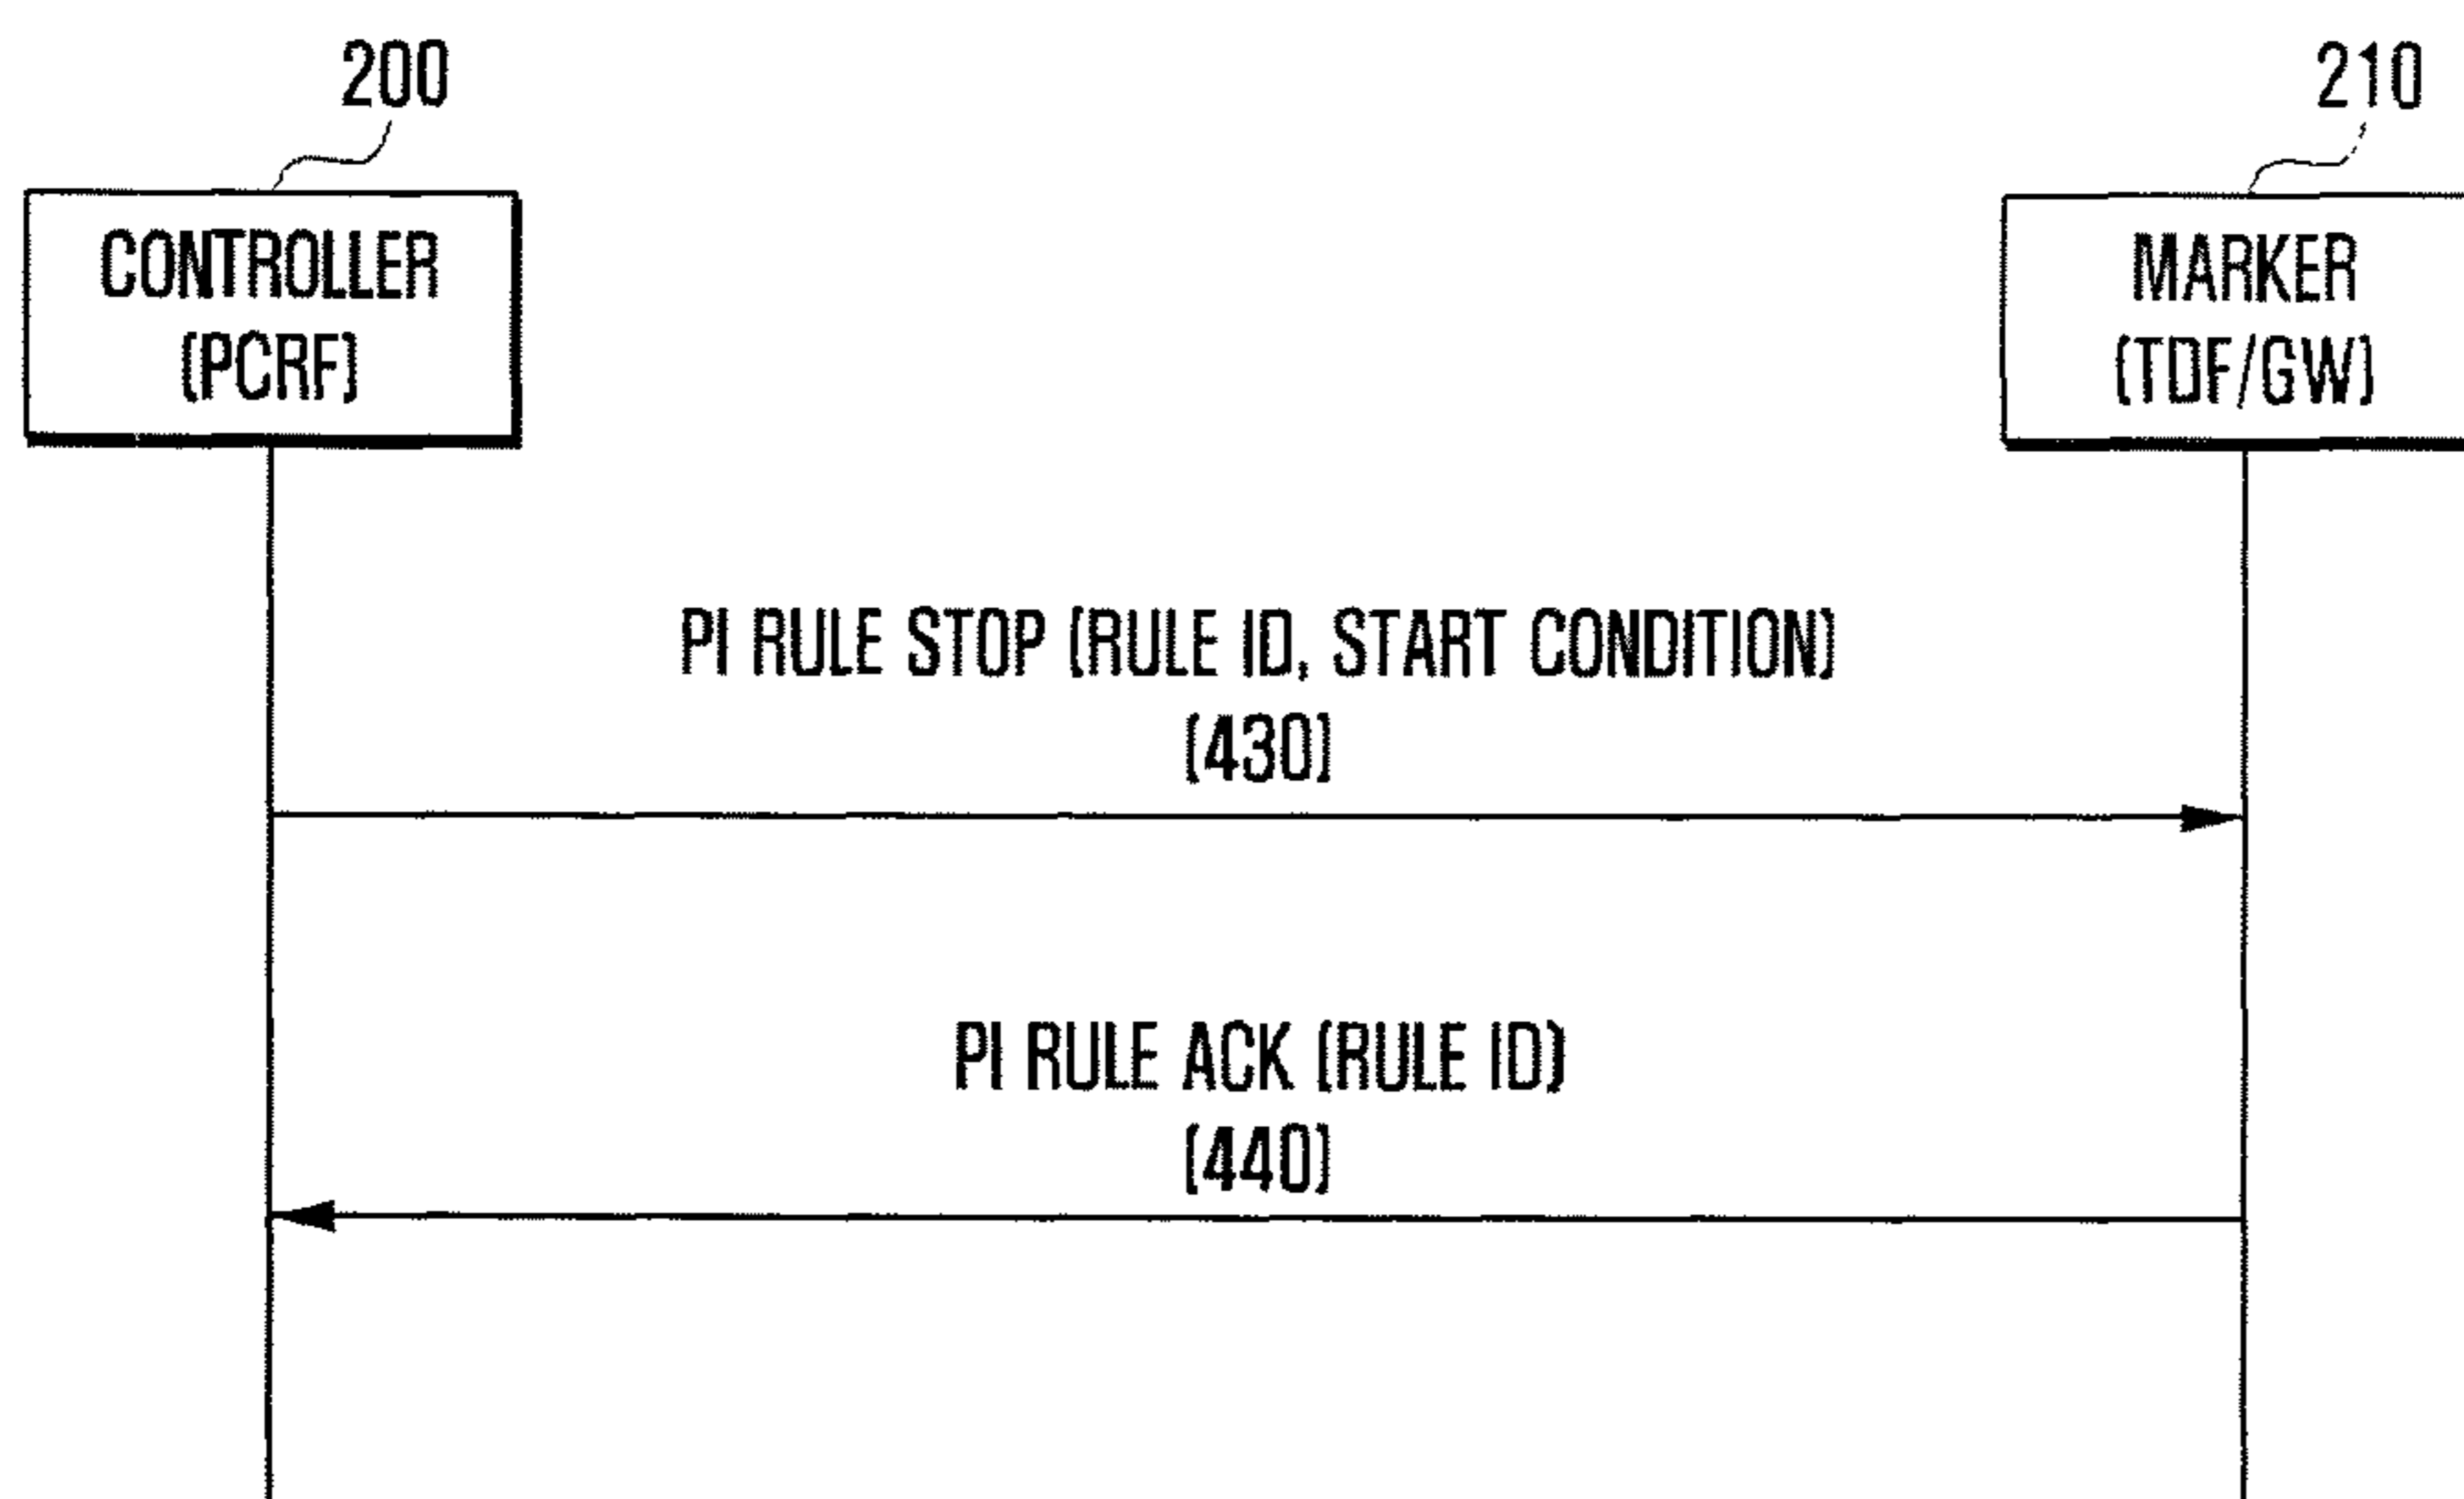 200
210
CONTROLLER
(PCRF)
MARKER
(TDF/GW)
PI RULE STOP (RULE ID, START CONDITION)
(430)
PI RULE ACK (RULE ID)
(440)